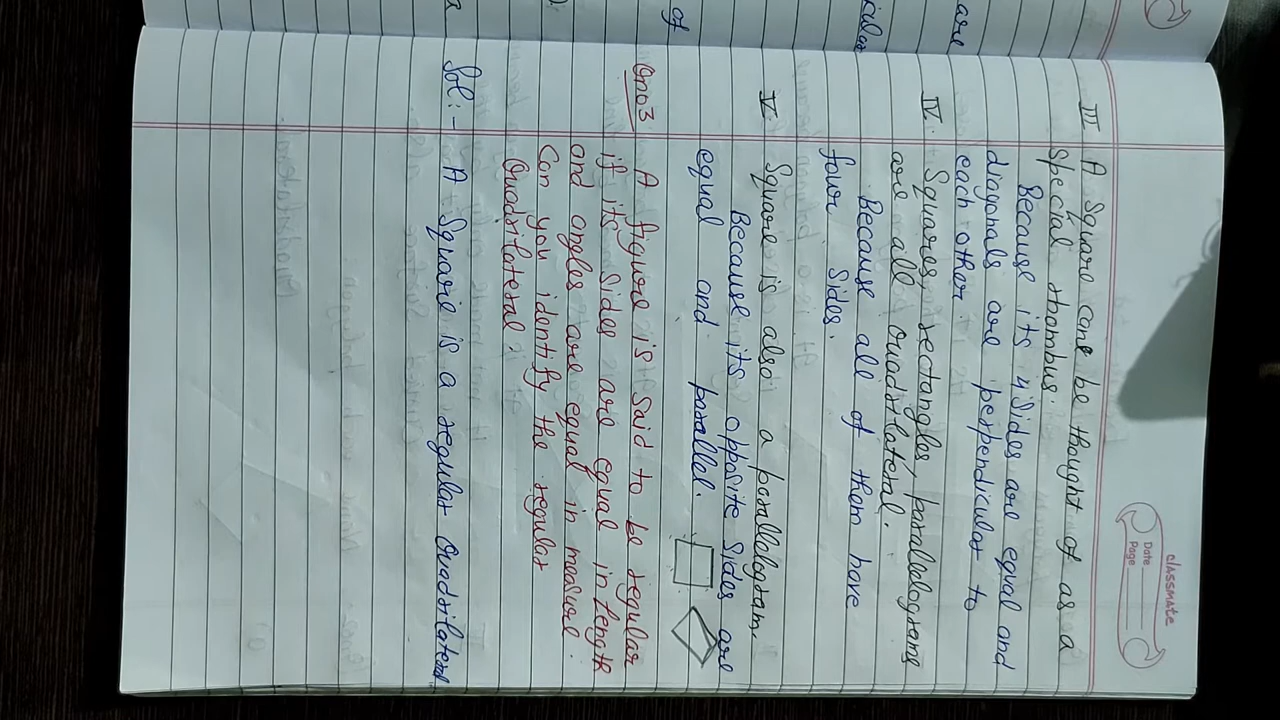 classmate
Date
Page
III A Square can be thought of as a
special rhombus.
Because its 4 sides are equal and
diagonals are perpendicular to
each other.
IV. Squares, rectangles, parallelograms
are all quadrilateral.
Because all of them have
four sides.
V Square is also a parallelogram.
Because its opposite sides are
equal and parallel.
Qno3 A figure is said to be regular
if its sides are equal in length
and angles are equal in measure.
Can you identify the regular
Quadrilateral?
Sol:- A Square is a regular Quadrilateral
are
of